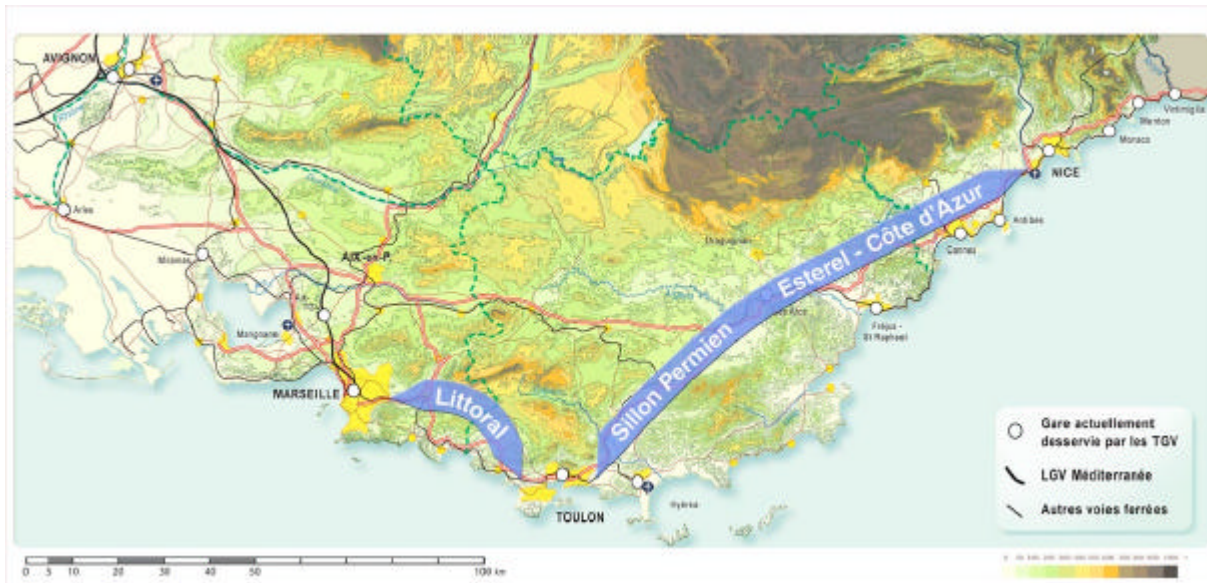 AVIGNON
Arles
Miramas
AIX-en-P.
Marignane
MARSEILLE
Littoral
TOULON
Hyères
Sillon Permien
Esterel - Côte d'Azur
Draguignan
Fréjus -
St Raphael
Cannes
Antibes
NICE
Monaco
Menton
Vintimiglia
Gare actuellement
desservie par les TGV
LGV Méditerranée
Autres voies ferrées
0 5 10 20 30 40 50 100 km